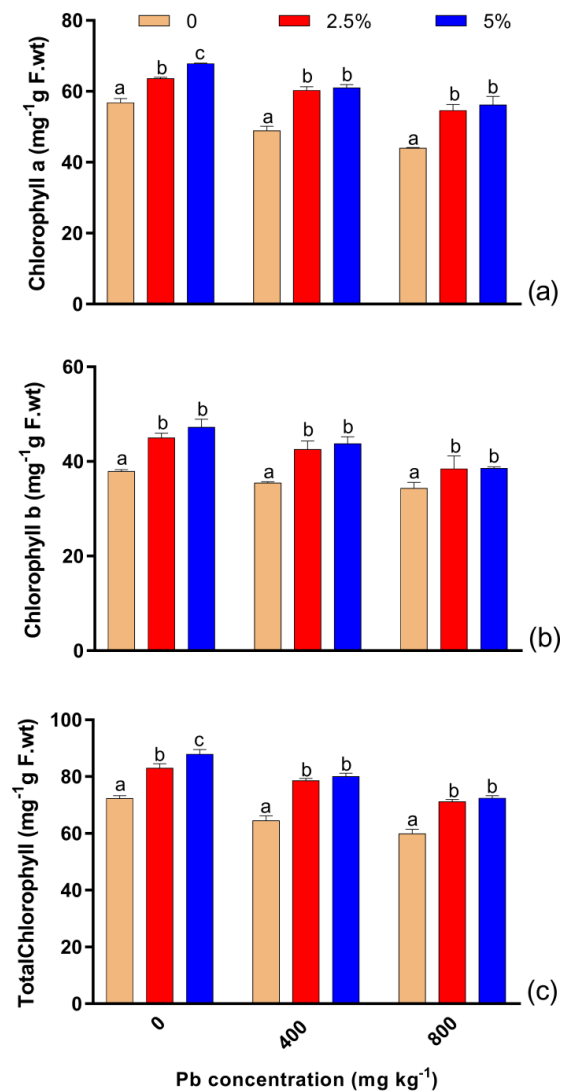 0 2.5% 5%
80
60
40
20
0
Chlorophyll a (mg⁻¹g F.wt)
a b c a b b a b b
(a)
60
40
20
0
Chlorophyll b (mg⁻¹g F.wt)
a b b a b b a b b
(b)
100
80
60
40
20
0
TotalChlorophyll (mg⁻¹g F.wt)
a b c a b b a b b
(c)
0 400 800
Pb concentration (mg kg⁻¹)